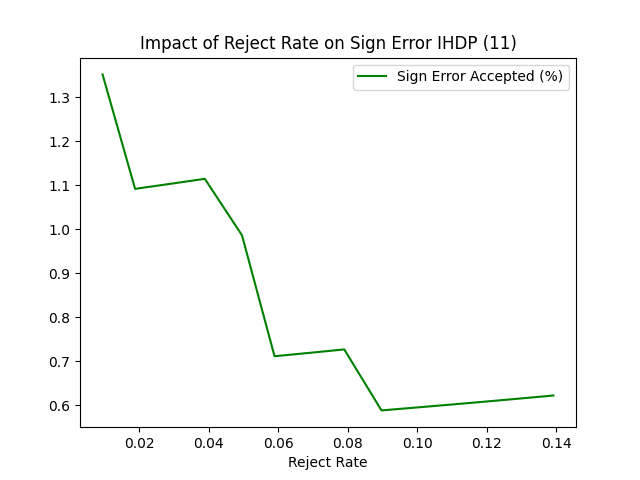 Impact of Reject Rate on Sign Error IHDP (11)
Sign Error Accepted (%)
1.3
1.2
1.1
1.0
0.9
0.8
0.7
0.6
0.02 0.04 0.06 0.08 0.10 0.12 0.14
Reject Rate